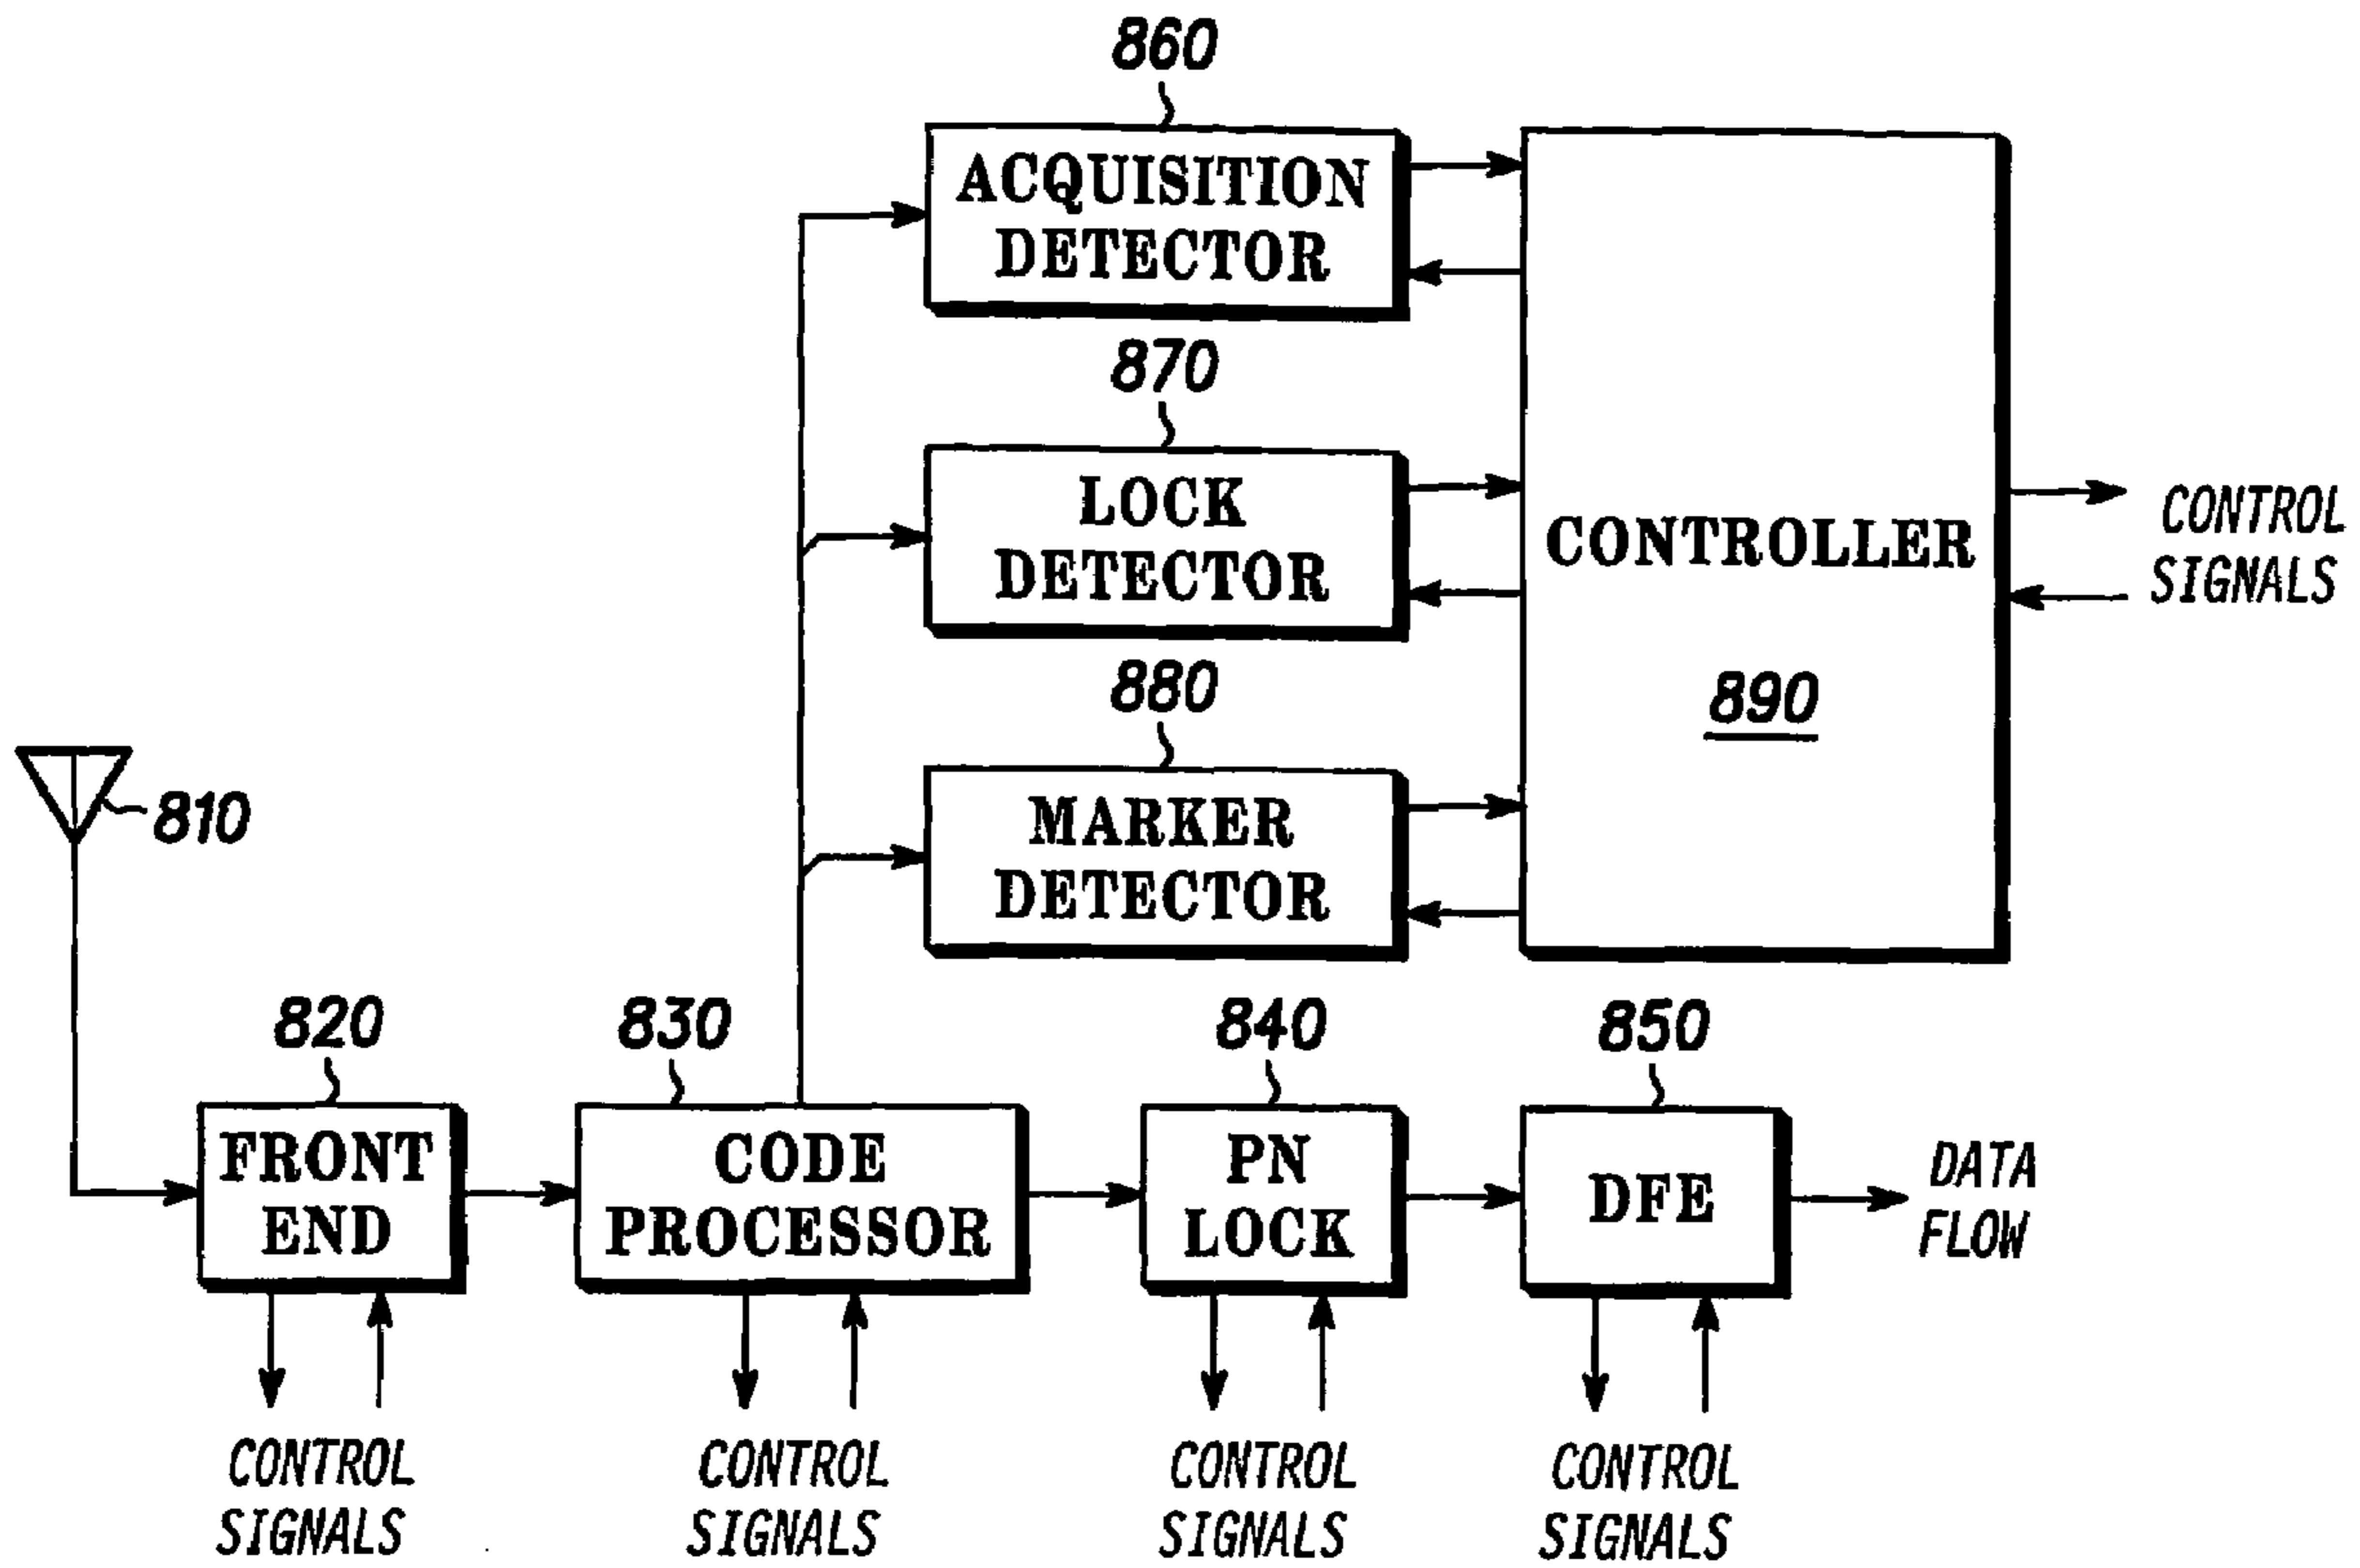 860
ACQUISITION
DETECTOR
870
LOCK
DETECTOR
CONTROLLER
890
CONTROL
SIGNALS
880
MARKER
DETECTOR
810
820
FRONT
END
830
CODE
PROCESSOR
840
PN
LOCK
850
DFE
DATA
FLOW
CONTROL
SIGNALS
CONTROL
SIGNALS
CONTROL
SIGNALS
CONTROL
SIGNALS